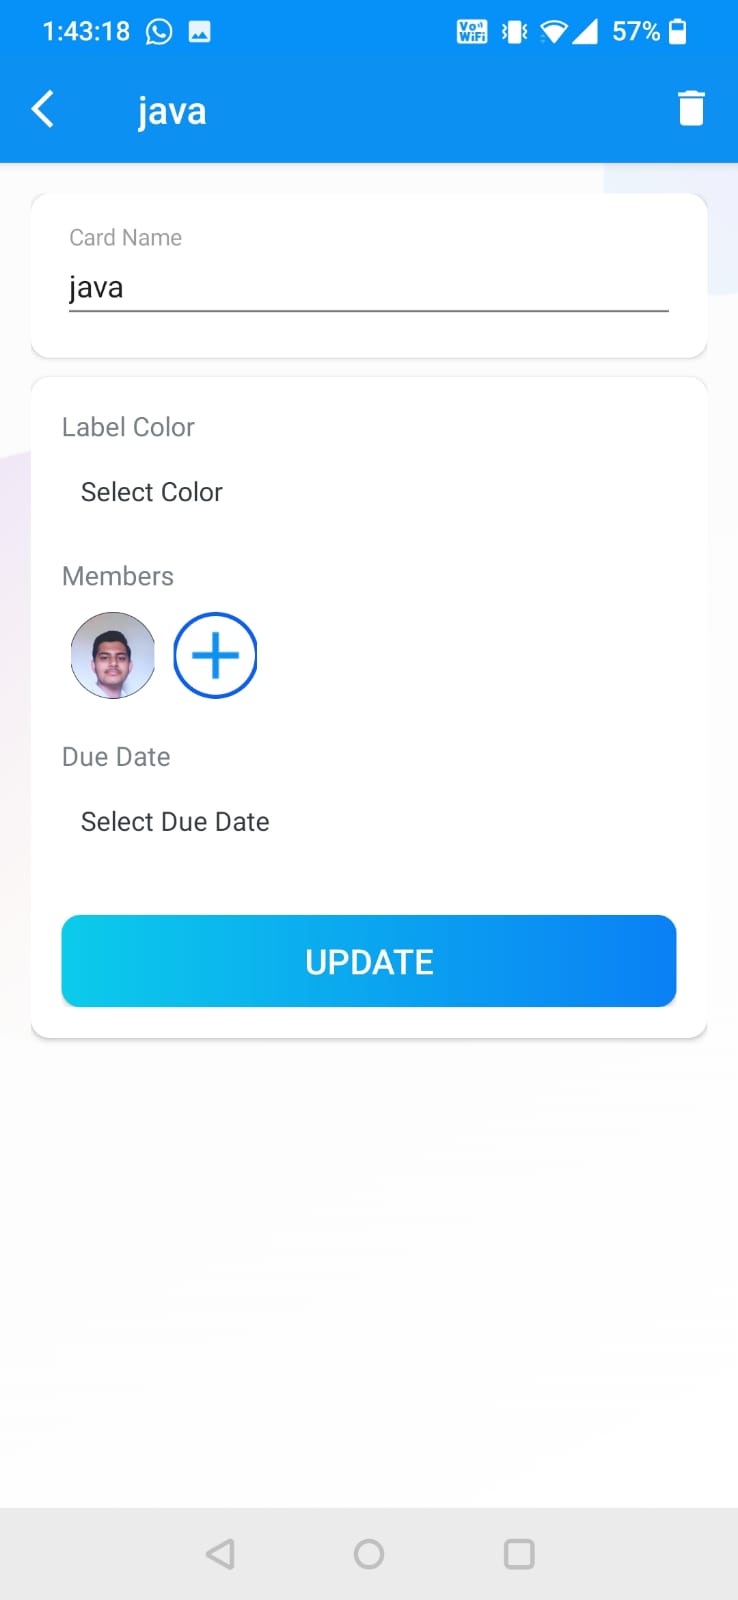 1:43:18
Vo
WiFi
57%
java
Card Name
java
Label Color
Select Color
Members
Due Date
Select Due Date
UPDATE